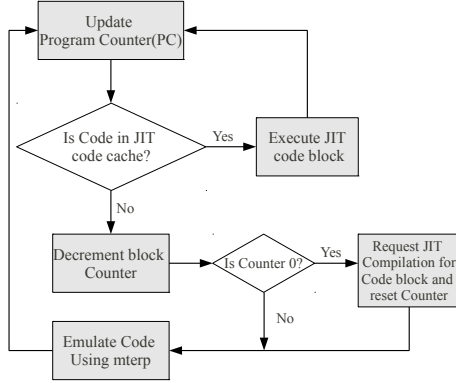 Update
Program Counter(PC)
Is Code in JIT
code cache?
Yes
Execute JIT
code block
No
Decrement block
Counter
Is Counter 0?
Yes
Request JIT
Compilation for
Code block and
reset Counter
No
Emulate Code
Using mterp